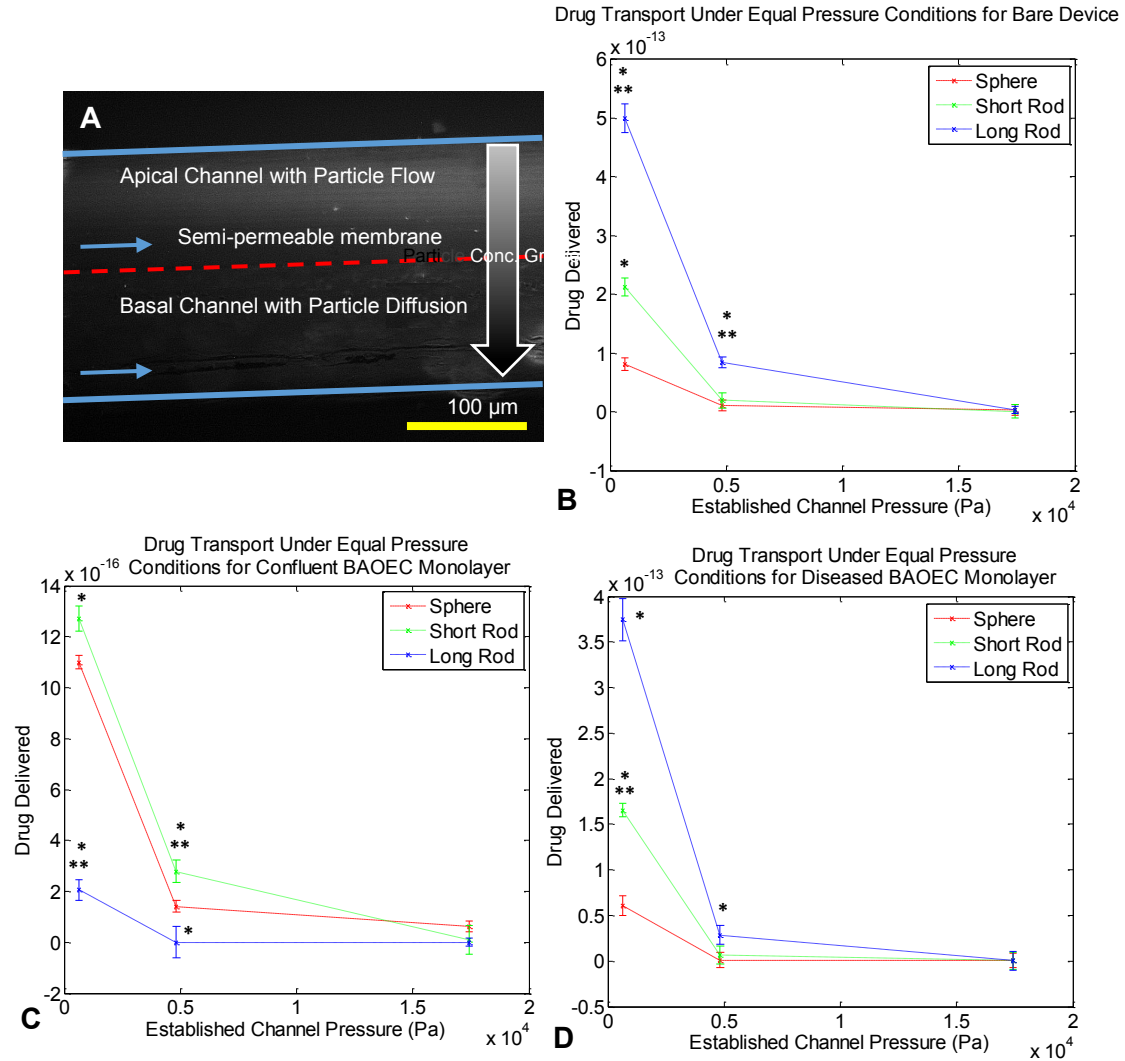 A
Apical Channel with Particle Flow
Semi-permeable membrane
Particle Conc. Gr
Basal Channel with Particle Diffusion
100 µm
Drug Transport Under Equal Pressure Conditions for Bare Device
x 10^-13
6
5
4
3
2
1
0
-1
Drug Delivered
Sphere
Short Rod
Long Rod
*
**
*
*
**
0
0.5
1
1.5
2
x 10^4
Established Channel Pressure (Pa)
B
Drug Transport Under Equal Pressure
Conditions for Confluent BAOEC Monolayer
x 10^-16
14
12
10
8
6
4
2
0
-2
Drug Delivered
Sphere
Short Rod
Long Rod
*
*
**
*
**
*
0
0.5
1
1.5
2
x 10^4
Established Channel Pressure (Pa)
C
Drug Transport Under Equal Pressure
Conditions for Diseased BAOEC Monolayer
x 10^-13
4
3.5
3
2.5
2
1.5
1
0.5
0
-0.5
Drug Delivered
Sphere
Short Rod
Long Rod
*
*
**
*
0
0.5
1
1.5
2
x 10^4
Established Channel Pressure (Pa)
D